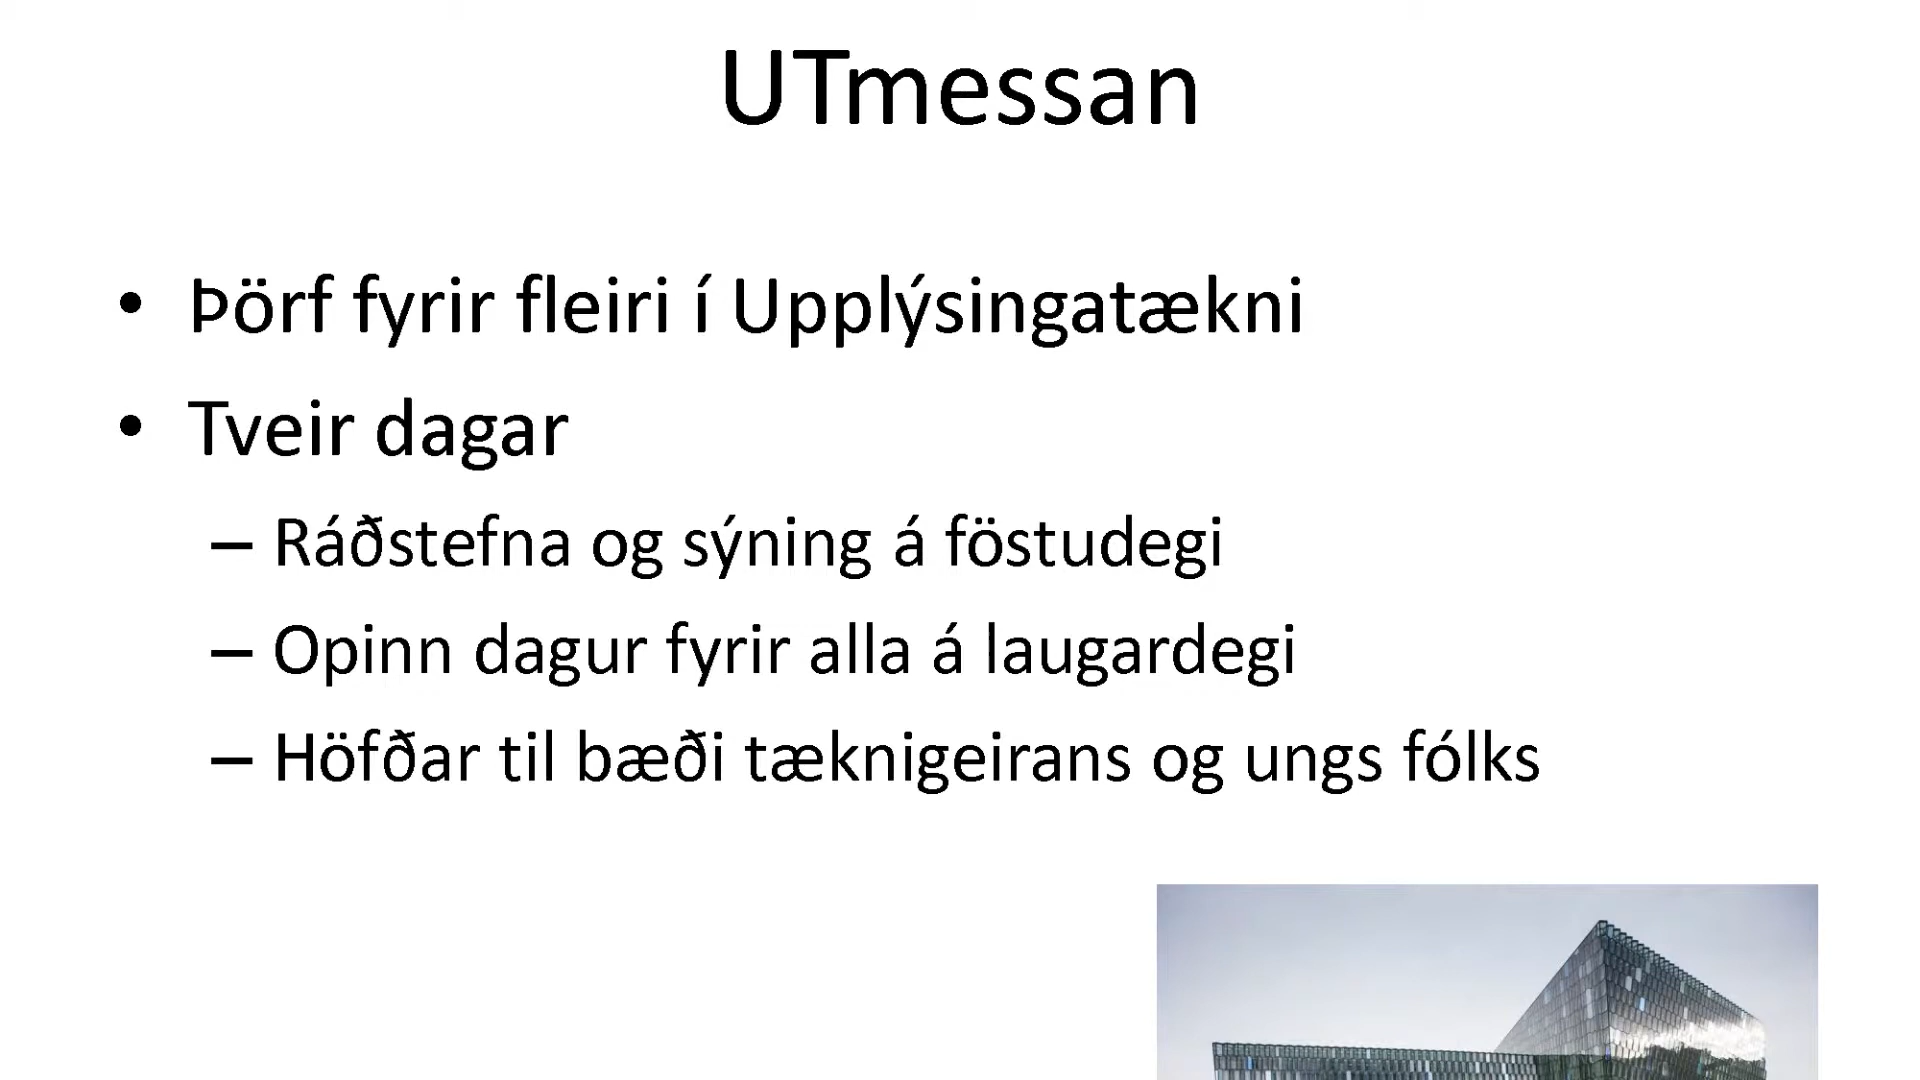 UTmessan
• Þörf fyrir fleiri í Upplýsingatækni
• Tveir dagar
– Ráðstefna og sýning á föstudegi
– Opinn dagur fyrir alla á laugardegi
– Höfðar til bæði tæknigeirans og ungs fólks